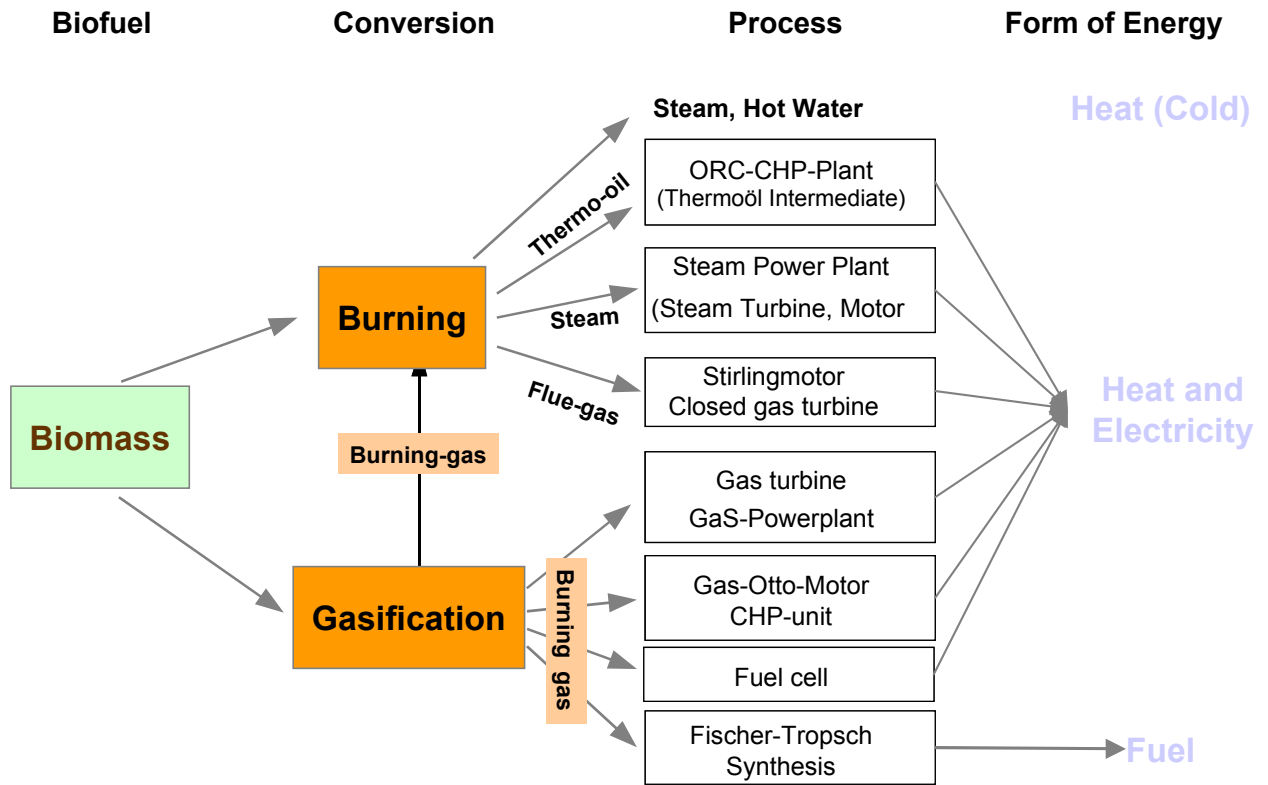 Biofuel
Conversion
Process
Form of Energy
Steam, Hot Water
Heat (Cold)
ORC-CHP-Plant
(Thermoöl Intermediate)
Thermo-oil
Steam Power Plant
(Steam Turbine, Motor
Burning
Steam
Stirlingmotor
Closed gas turbine
Flue-gas
Heat and
Electricity
Biomass
Burning-gas
Gas turbine
GaS-Powerplant
Gasification
Burning gas
Gas-Otto-Motor
CHP-unit
Fuel cell
Fischer-Tropsch
Synthesis
Fuel